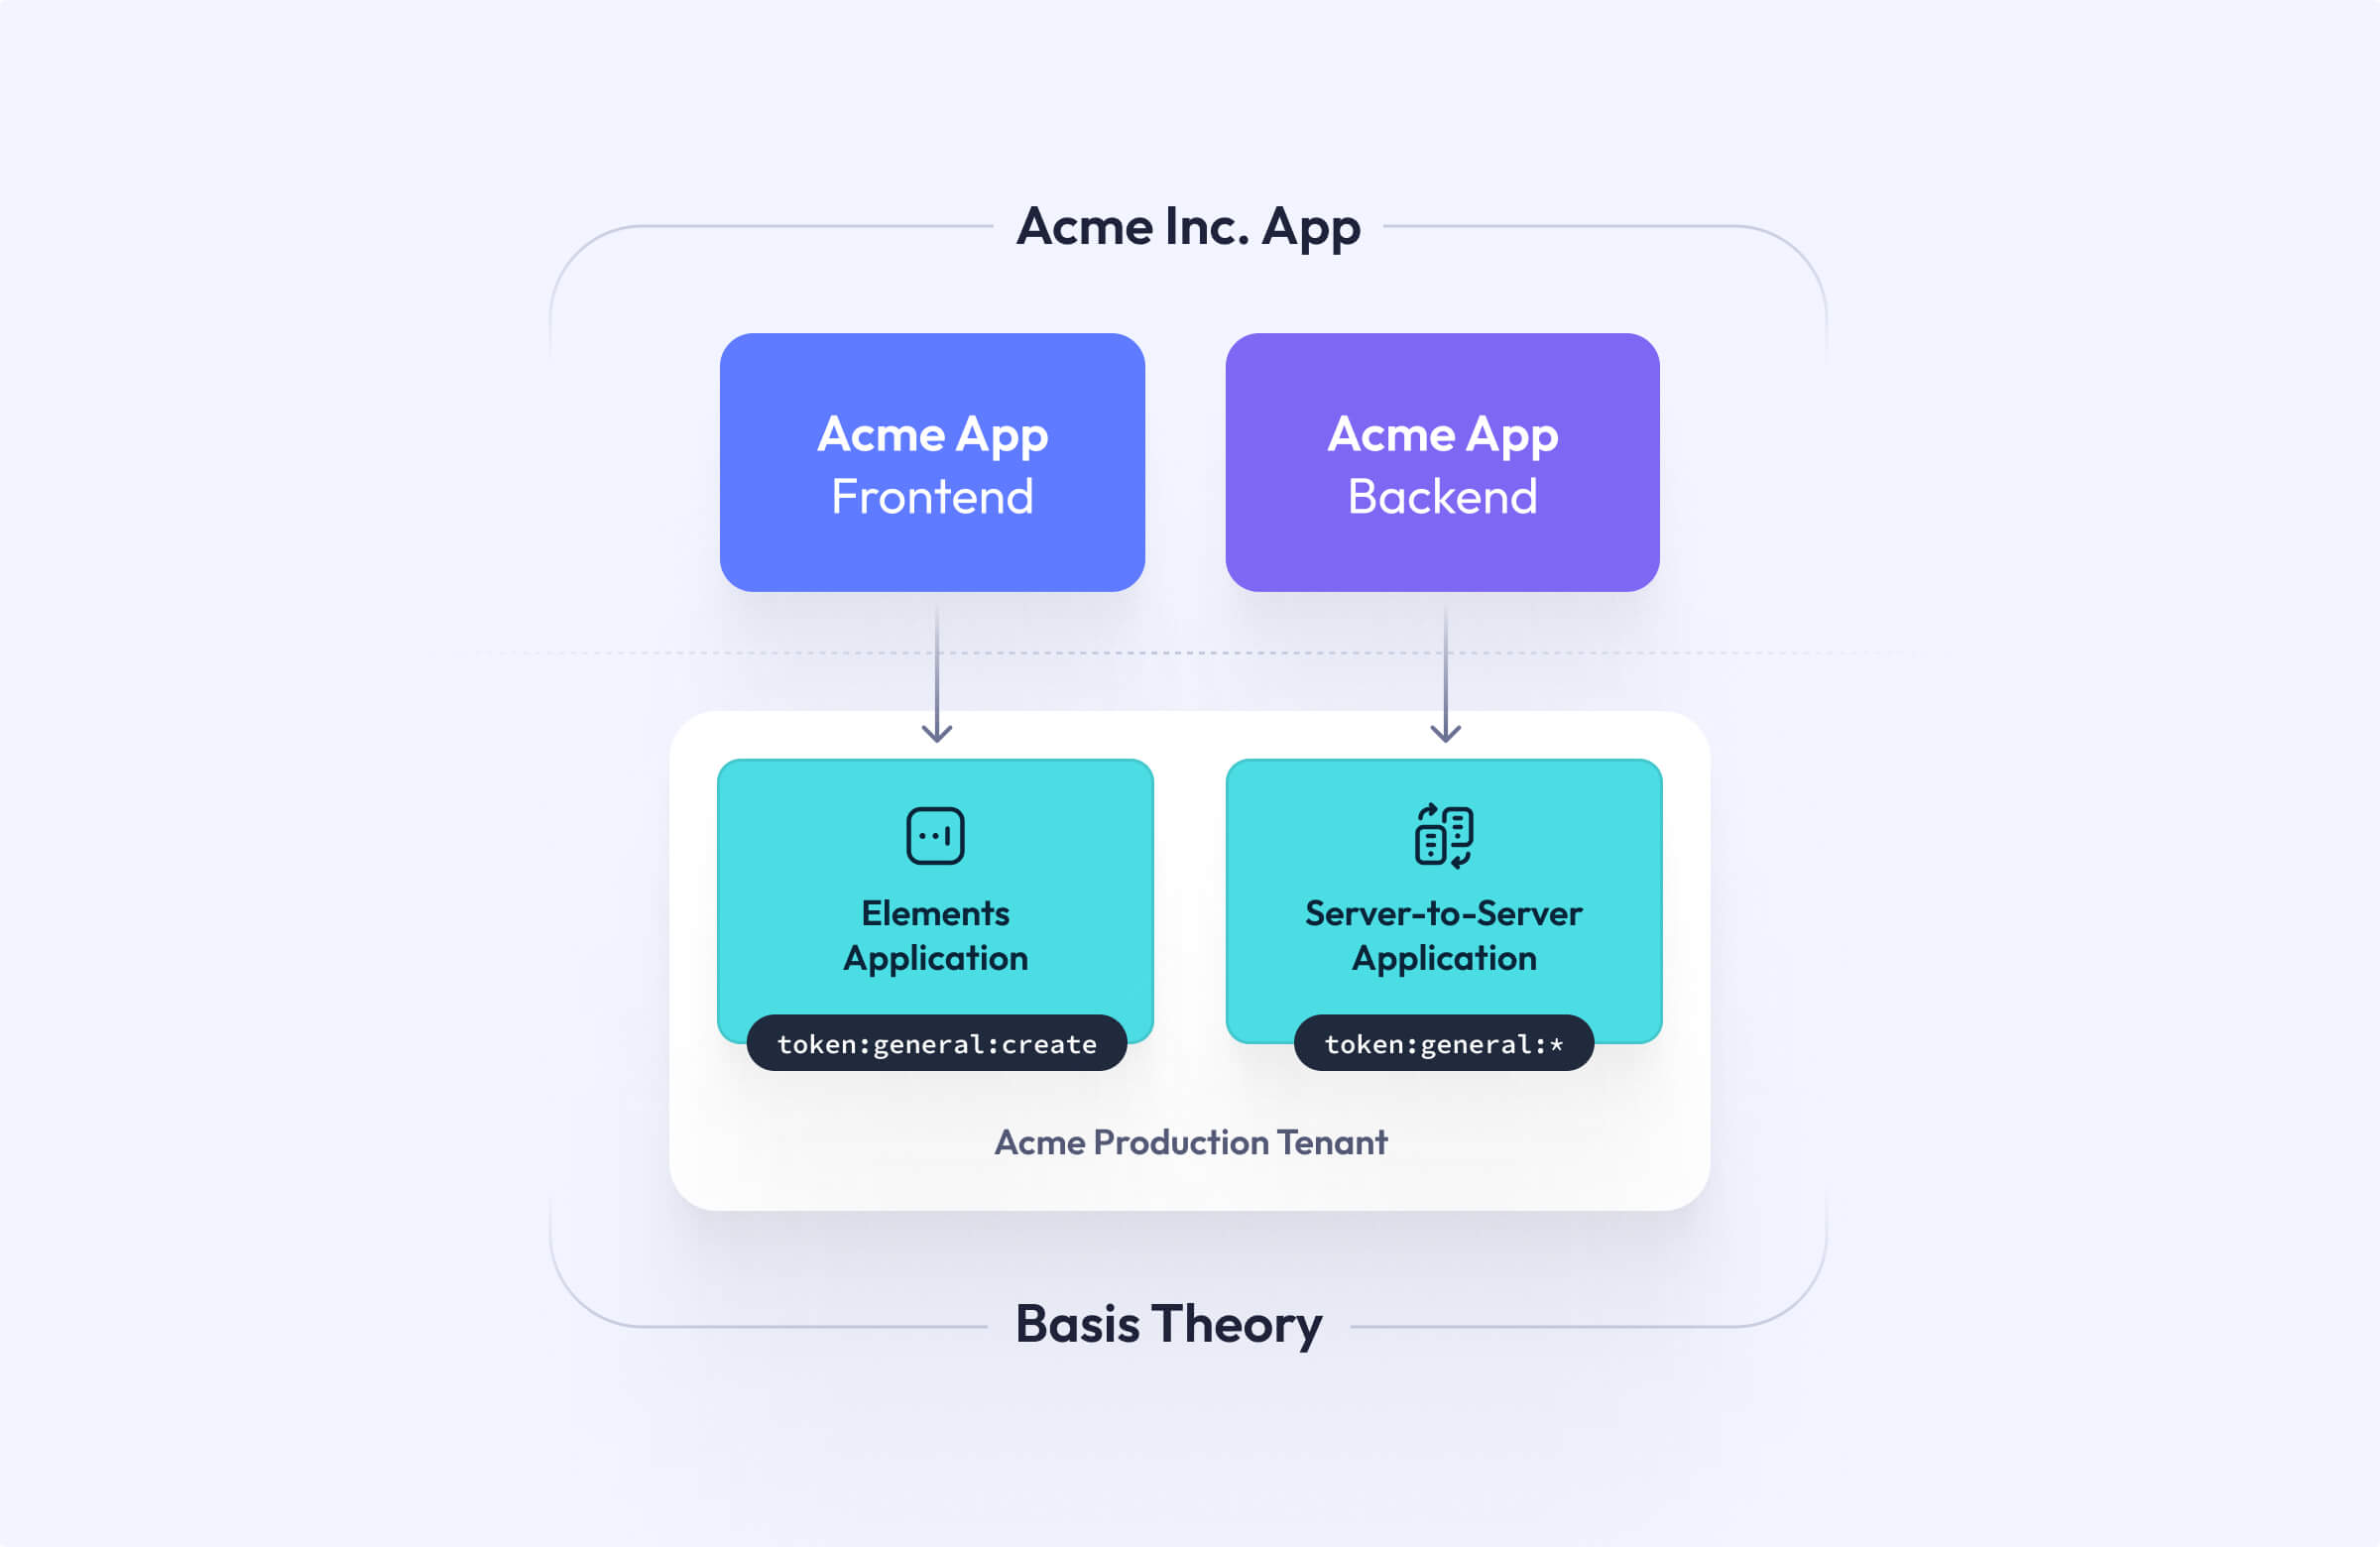 Acme Inc. App
Acme App
Frontend
Acme App
Backend
Elements
Application
token:general:create
Server-to-Server
Application
token:general:*
Acme Production Tenant
Basis Theory